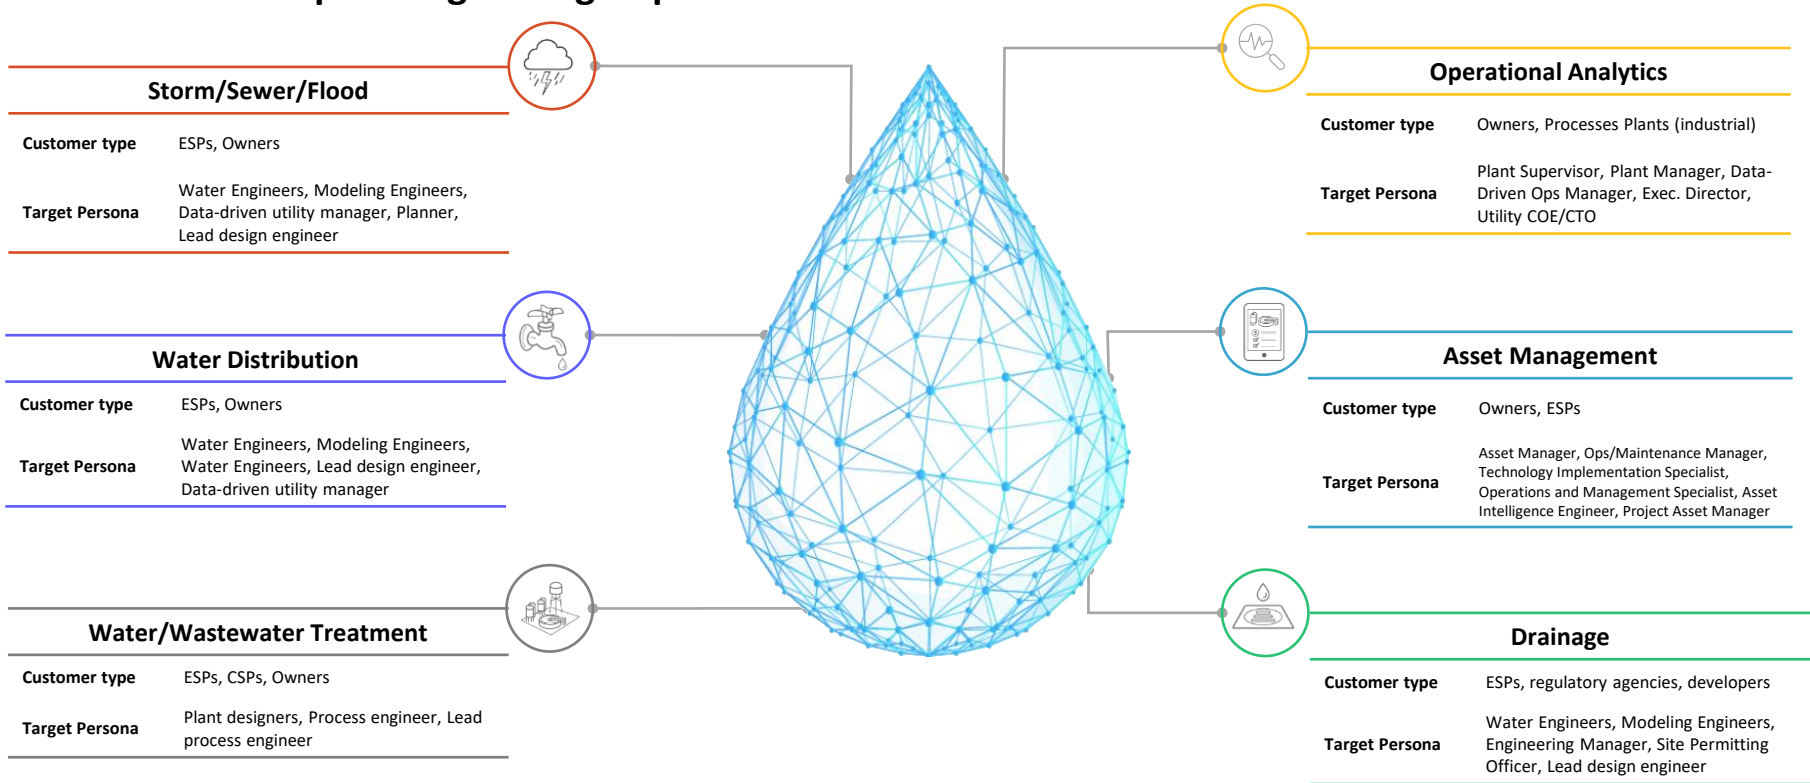 Storm/Sewer/Flood
Customer type ESPs, Owners
Target Persona Water Engineers, Modeling Engineers,
Data-driven utility manager, Planner,
Lead design engineer
Water Distribution
Customer type ESPs, Owners
Target Persona Water Engineers, Modeling Engineers,
Water Engineers, Lead design engineer,
Data-driven utility manager
Water/Wastewater Treatment
Customer type ESPs, CSPs, Owners
Target Persona Plant designers, Process engineer, Lead
process engineer
Operational Analytics
Customer type Owners, Processes Plants (industrial)
Target Persona Plant Supervisor, Plant Manager, Data-
Driven Ops Manager, Exec. Director,
Utility COE/CTO
Asset Management
Customer type Owners, ESPs
Target Persona Asset Manager, Ops/Maintenance Manager,
Technology Implementation Specialist,
Operations and Management Specialist, Asset
Intelligence Engineer, Project Asset Manager
Drainage
Customer type ESPs, regulatory agencies, developers
Target Persona Water Engineers, Modeling Engineers,
Engineering Manager, Site Permitting
Officer, Lead design engineer